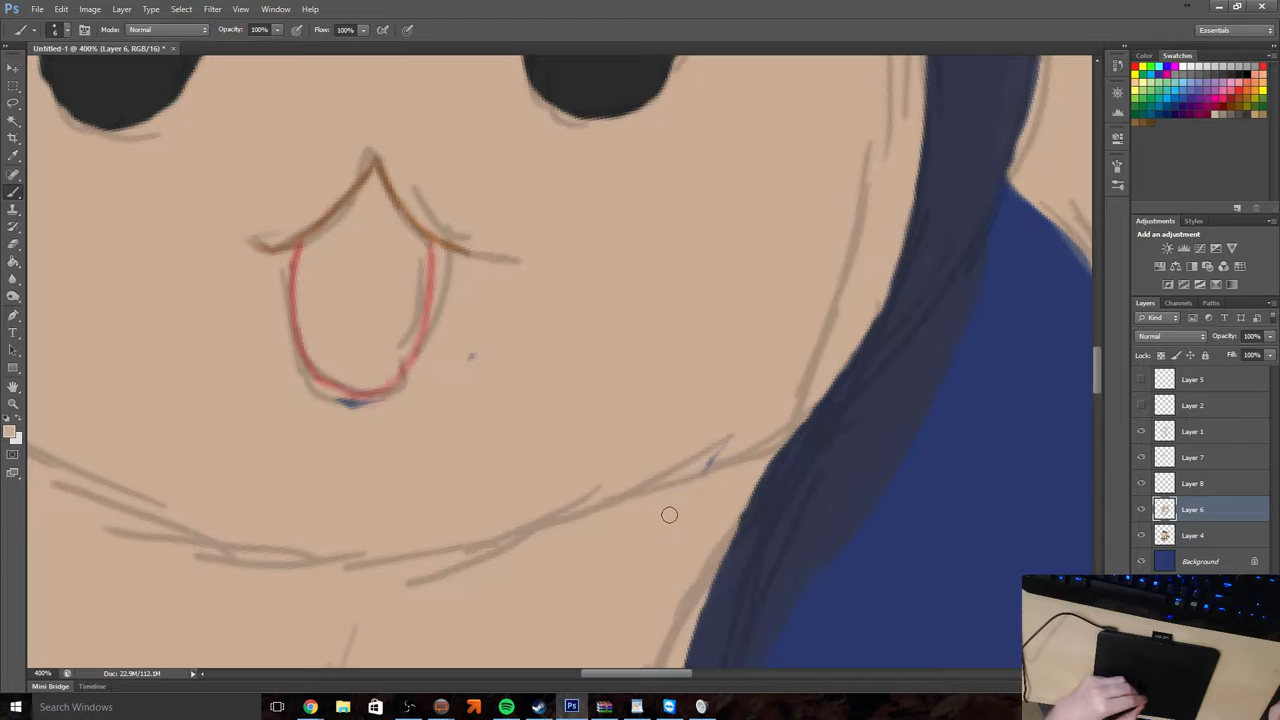 Ps File Edit Image Layer Type Select Filter 3D View Window Help
6 Mode: Normal Opacity: 100% Flow: 100% Essentials
Untitled-1 @ 400% (Layer 6, RGB/16) * ×
Color Swatches
Adjustments Styles
Add an adjustment
Layers Channels Paths
Kind
Normal Opacity: 100%
Lock: Fill: 100%
Layer 5
Layer 2
Layer 1
Layer 7
Layer 8
Layer 6
Layer 4
Background
400% Doc: 22.9M/112.1M
Mini Bridge Timeline
Search Windows